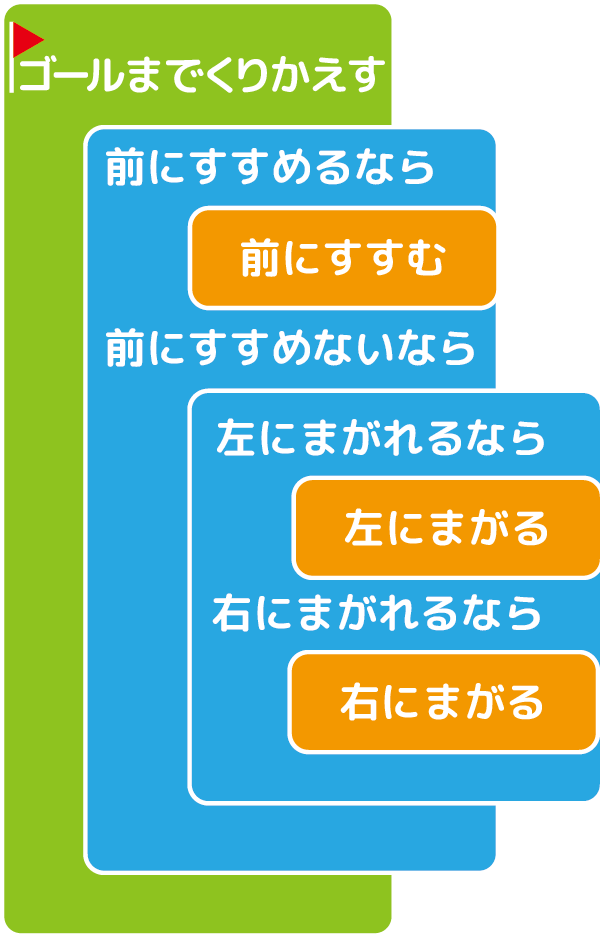 ゴールまでくりかえす
前にすすめるなら
前にすすむ
前にすすめないなら
左にまがれるなら
左にまがる
右にまがれるなら
右にまがる